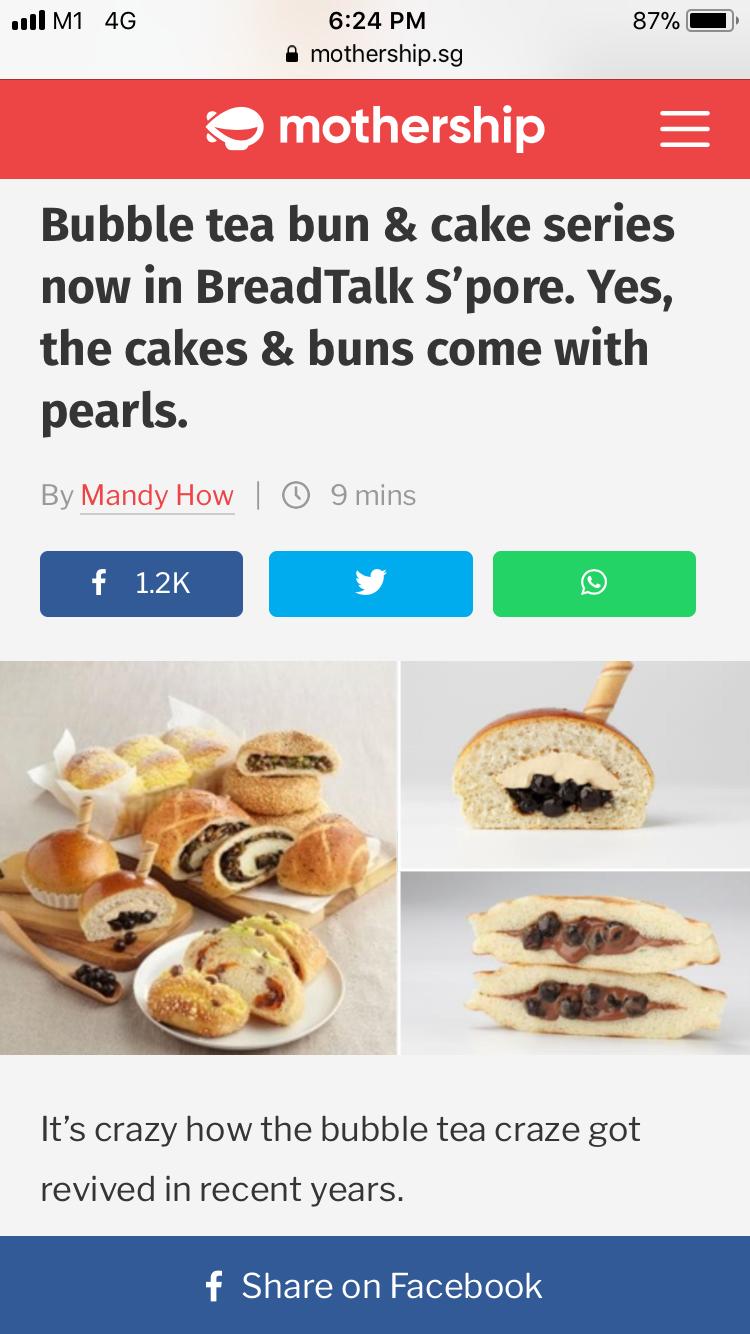 M1 4G 6:24 PM 87%
mothership.sg
mothership
Bubble tea bun & cake series
now in BreadTalk S’pore. Yes,
the cakes & buns come with
pearls.
By Mandy How | 9 mins
f 1.2K
It’s crazy how the bubble tea craze got
revived in recent years.
f Share on Facebook